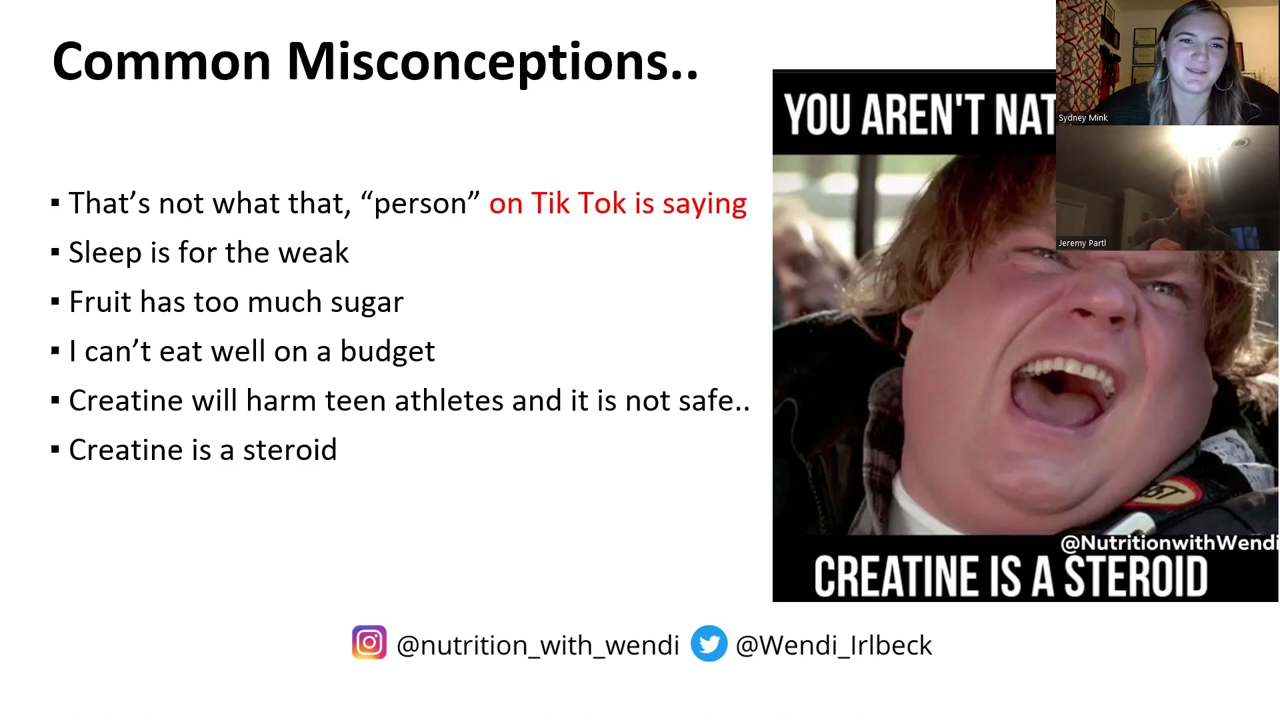 Common Misconceptions..
▪ That’s not what that, “person” on Tik Tok is saying
▪ Sleep is for the weak
▪ Fruit has too much sugar
▪ I can’t eat well on a budget
▪ Creatine will harm teen athletes and it is not safe..
▪ Creatine is a steroid
YOU AREN'T NAT
Sydney Mink
Jeremy Partl
@NutritionwithWendi
CREATINE IS A STEROID
@nutrition_with_wendi @Wendi_Irlbeck